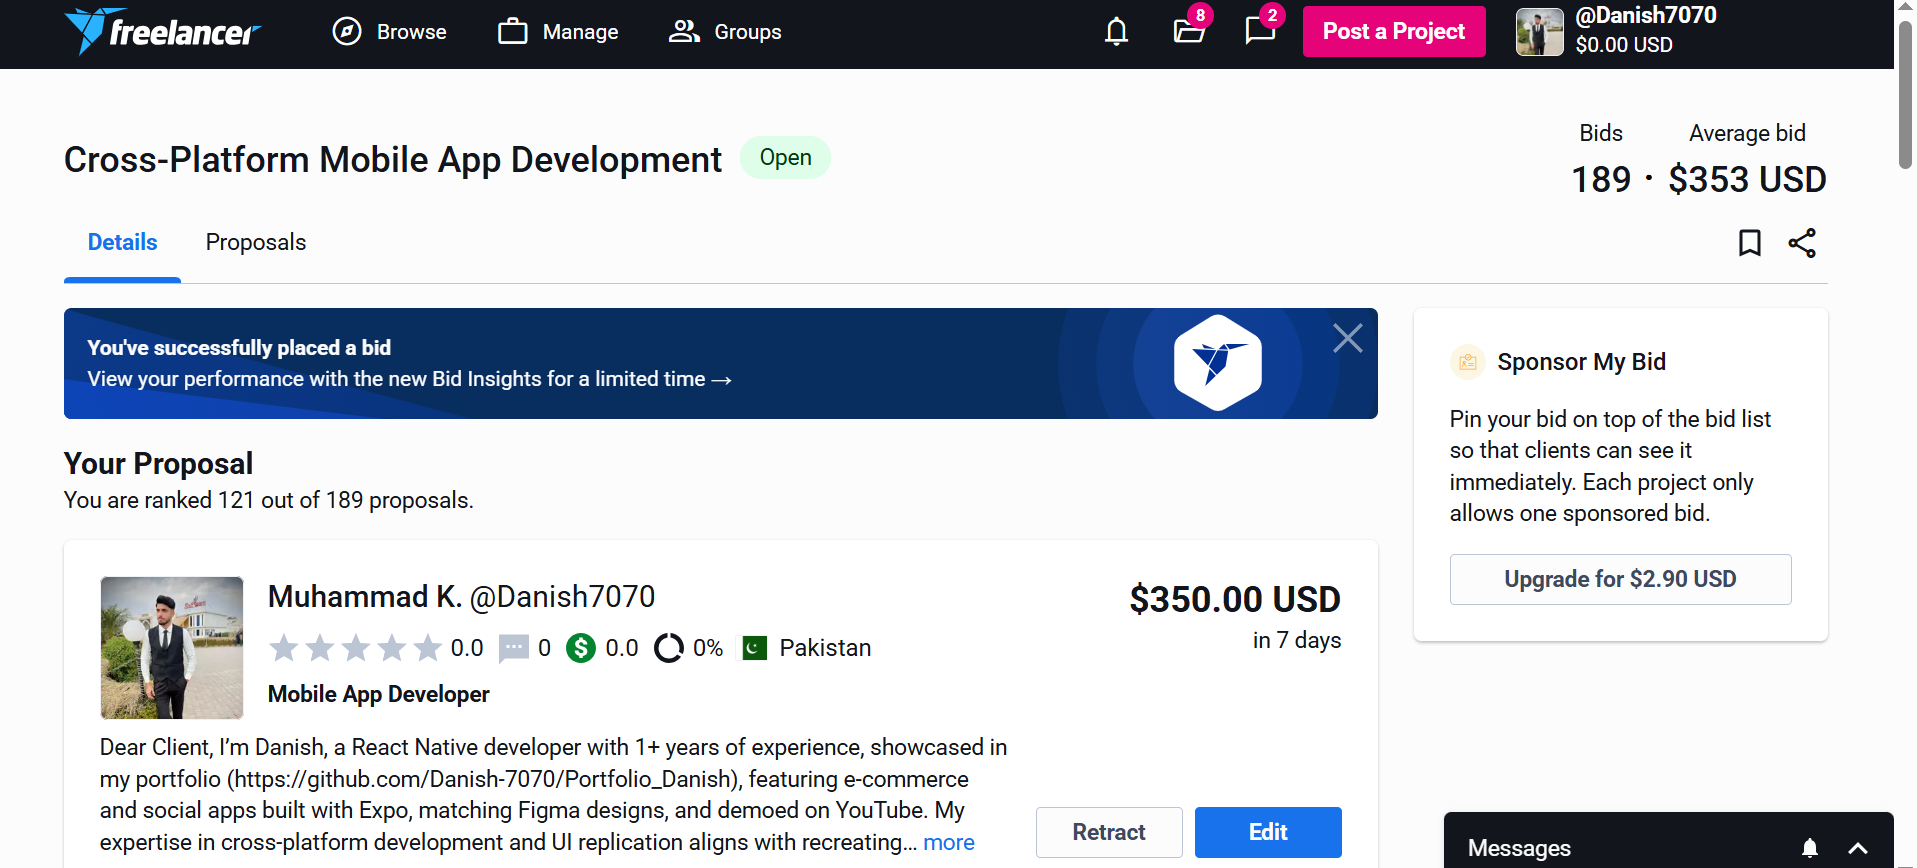 freelancer
Browse
Manage
Groups
8
2
Post a Project
@Danish7070
$0.00 USD
Cross-Platform Mobile App Development
Open
Bids
Average bid
189 · $353 USD
Details
Proposals
You've successfully placed a bid
View your performance with the new Bid Insights for a limited time →
Your Proposal
You are ranked 121 out of 189 proposals.
Muhammad K. @Danish7070
0.0
0
0.0
0%
Pakistan
Mobile App Developer
$350.00 USD
in 7 days
Dear Client, I’m Danish, a React Native developer with 1+ years of experience, showcased in
my portfolio (https://github.com/Danish-7070/Portfolio_Danish), featuring e-commerce
and social apps built with Expo, matching Figma designs, and demoed on YouTube. My
expertise in cross-platform development and UI replication aligns with recreating... more
Retract
Edit
Sponsor My Bid
Pin your bid on top of the bid list
so that clients can see it
immediately. Each project only
allows one sponsored bid.
Upgrade for $2.90 USD
Messages